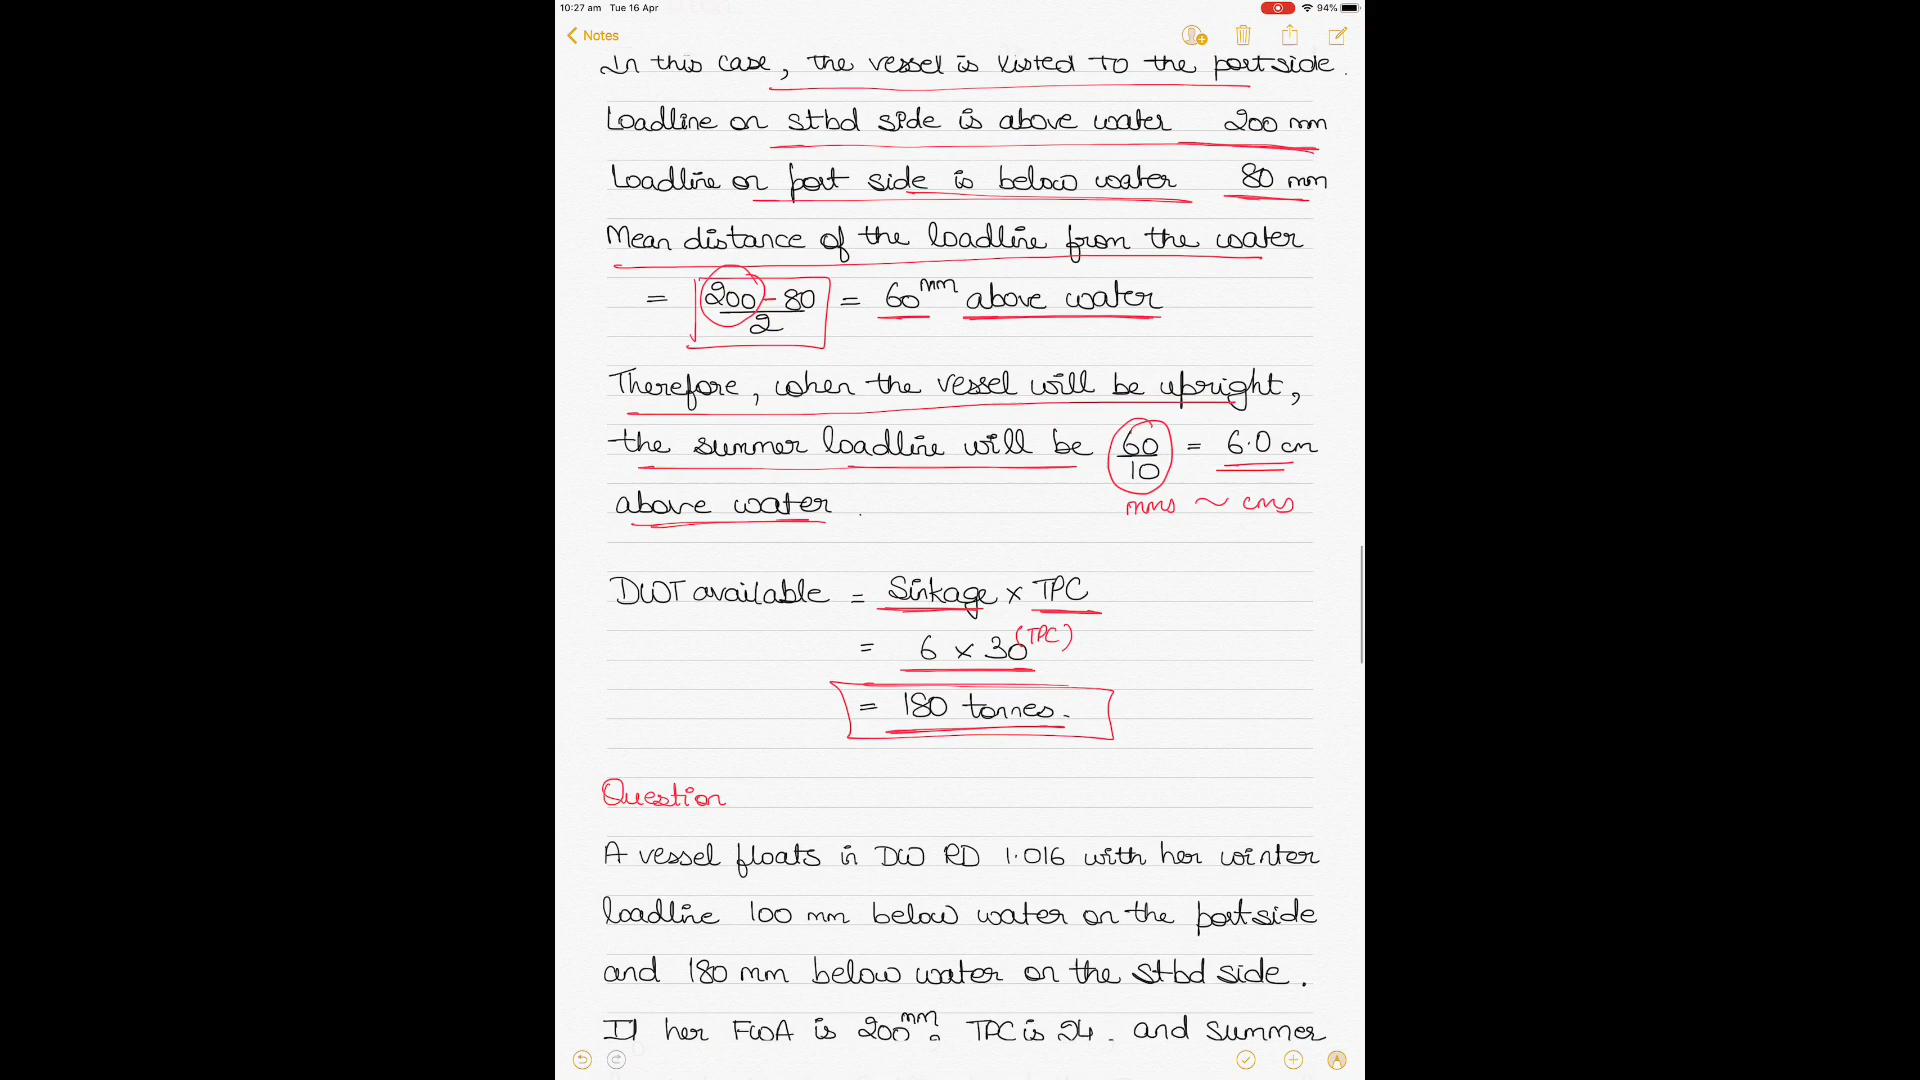 10:27 am Tue 16 Apr 94%
Notes
In this case, the vessel is listed to the port side.
Loadline on stbd side is above water 200 mm
Loadline on port side is below water 80 mm
Mean distance of the loadline from the water
= 200 - 80 / 2 = 60 mm above water
Therefore, when the vessel will be upright,
the summer loadline will be 60/10 = 6.0 cm
above water. mms ~ cms
DWT available = Sinkage x TPC
= 6 x 30 (TPC)
= 180 tonnes.
Question
A vessel floats in DW RD 1.016 with her winter
loadline 100 mm below water on the port side
and 180 mm below water on the stbd side.
If her FWA is 200 mm, TPC is 24. and summer